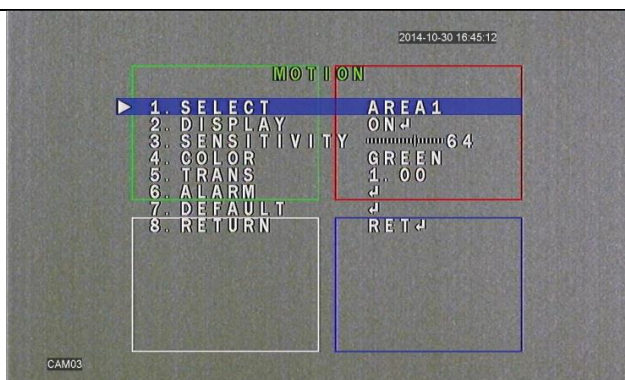 2014-10-30 16:45:12
MOTION
1. SELECT AREA1
2. DISPLAY ON↲
3. SENSITIVITY 64
4. COLOR GREEN
5. TRANS 1.00
6. ALARM ↲
7. DEFAULT ↲
8. RETURN RET↲
CAM03